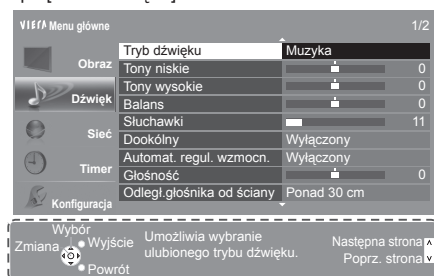 VIErA Menu główne 1/2
Obraz
Dźwięk
Sieć
Timer
Konfiguracja
Tryb dźwięku Muzyka
Tony niskie 0
Tony wysokie 0
Balans 0
Słuchawki 11
Dookólny Wyłączony
Automat. regul. wzmocn. Wyłączony
Głośność 0
Odległ.głośnika od ściany Ponad 30 cm
Wybór
Zmiana
Wyjście
Powrót
Umożliwia wybranie
ulubionego trybu dźwięku.
Następna strona
Poprz. strona